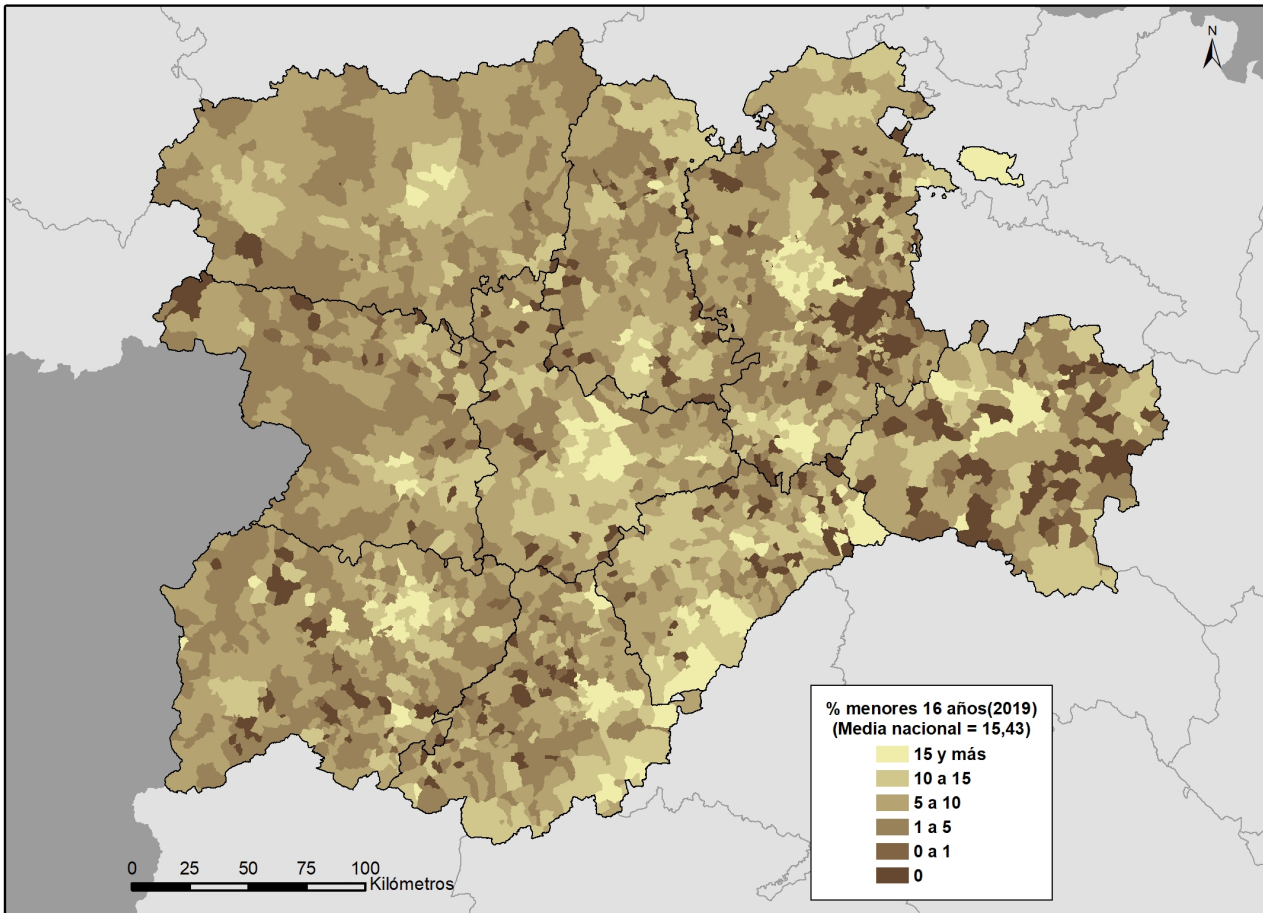 N
% menores 16 años(2019)
(Media nacional = 15,43)
15 y más
10 a 15
5 a 10
1 a 5
0 a 1
0
0 25 50 75 100
Kilómetros